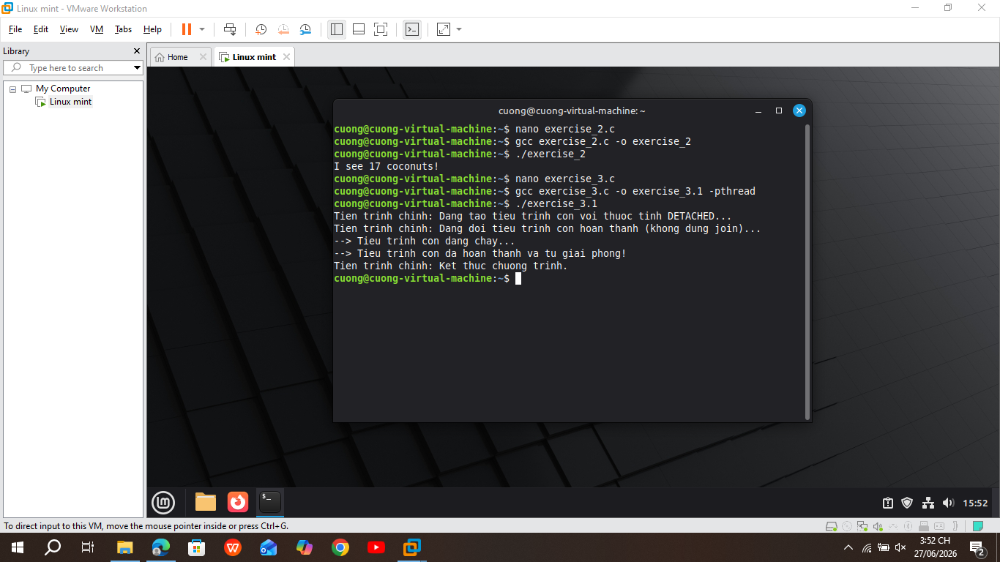 Linux mint - VMware Workstation
File Edit View VM Tabs Help
Library
Type here to search
My Computer
Linux mint
Home
Linux mint
cuong@cuong-virtual-machine: ~
cuong@cuong-virtual-machine:~$ nano exercise_2.c
cuong@cuong-virtual-machine:~$ gcc exercise_2.c -o exercise_2
cuong@cuong-virtual-machine:~$ ./exercise_2
I see 17 coconuts!
cuong@cuong-virtual-machine:~$ nano exercise_3.c
cuong@cuong-virtual-machine:~$ gcc exercise_3.c -o exercise_3.1 -pthread
cuong@cuong-virtual-machine:~$ ./exercise_3.1
Tien trinh chinh: Dang tao tieu trinh con voi thuoc tinh DETACHED...
Tien trinh chinh: Dang doi tieu trinh con hoan thanh (khong dung join)...
--> Tieu trinh con dang chay...
--> Tieu trinh con da hoan thanh va tu giai phong!
Tien trinh chinh: Ket thuc chuong trinh.
cuong@cuong-virtual-machine:~$
$_
15:52
To direct input to this VM, move the mouse pointer inside or press Ctrl+G.
3:52 CH
27/06/2026
2